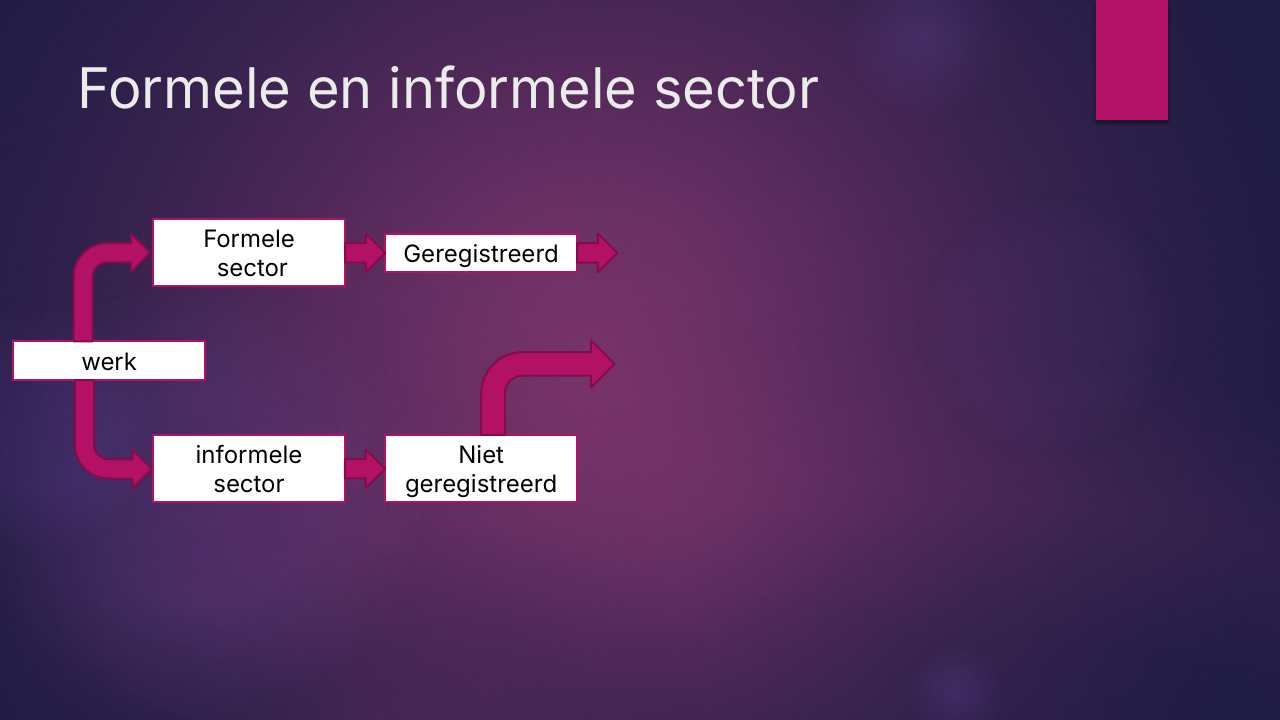 Formele en informele sector
Formele
sector
Geregistreerd
werk
informele
sector
Niet
geregistreerd